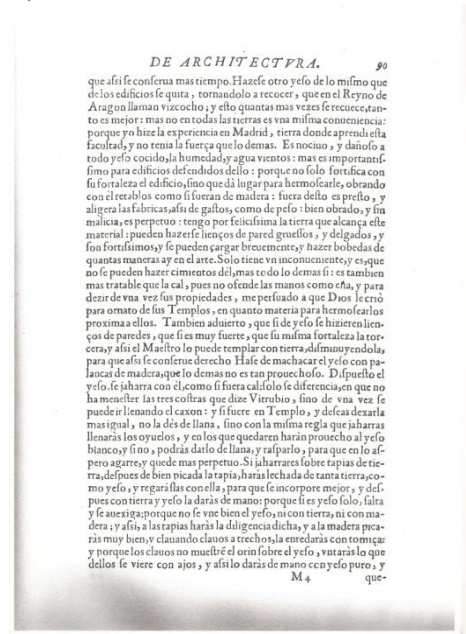 DE ARCHITECTVRA. 90
que aſsi ſe conſerua mas tiempo. Hazeſe otro yeſo de lo miſmo que
de los edificios ſe quita, tornandolo a recocer, que en el Reyno de
Aragon llaman vizcocho; y eſto quantas mas vezes ſe recuece, tan-
to es mejor: mas no en todas las tierras es vna miſma conueniencia:
porque yo hize la experiencia en Madrid, tierra donde aprendi eſta
facultad, y no tenia la fuerça que lo demas. Es nociuo, y dañoſo a
todo yeſo cocido, la humedad, y agua vientos: mas es importantiſ-
ſimo para edificios defendidos dello: porque no ſolo fortifica con
ſu fortaleza el edificio, ſino que dà lugar para hermoſearle, obrando
con èl retablos como ſi fueran de madera: fuera deſto es preſto, y
aligera las fabricas, aſsi de gaſtos, como de peſo: bien obrado, y ſin
malicia, es perpetuo: tengo por feliciſsima la tierra que alcança eſte
material: pueden hazerſe lienços de pared grueſſos, y delgados, y
ſon fortiſsimos, y ſe pueden çargar breuemente, y hazer bobedas de
quantas maneras ay en el arte. Solo tiene vn inconueniente, y es, que
no ſe pueden hazer cimientos dèl, mas todo lo demas ſi: es tambien
mas tratable que la cal, pues no ofende las manos como eſta, y para
dezir de vna vez ſus propiedades, me perſuado a que Dios le criò
para ornato de ſus Templos, en quanto materia para hermoſearlos
proxima a ellos. Tambien aduierto, que ſi de yeſo ſe hizieren lien-
ços de paredes, que ſi es muy fuerte, que ſu miſma fortaleza la tor-
cera, y aſsi el Maeſtro lo puede templar con tierra, diſminuyendola,
para que aſsi ſe conſerue derecho Haſe de machacar el yeſo con pa-
lancas de madera, que lo demas no es tan prouechoſo. Diſpueſto el
yeſo. ſe jaharra con èl, como ſi fuera cal: ſolo ſe diferencia, en que no
ha meneſter las tres coſtras que dize Vitrubio, ſino de vna vez ſe
puede ir llenando el caxon: y ſi fuere en Templo, y deſeas dexarla
mas igual, no la dès de llana, ſino con la miſma regla que jaharras
llenaràs los oyuelos, y en los que quedaren haràn prouecho al yeſo
blanco, y ſi no, podràs darlo de llana, y raſparlo, para que en lo aſ-
pero agarre, y quede mas perpetuo. Si jaharrares ſobre tapias de tie-
rra, deſpues de bien picada la tapia, haràs lechada de tanta tierra, co-
mo yeſo, y regaràſlas con ella, para que ſe incorpore mejor, y deſ-
pues con tierra y yeſo la daràs de mano: porque ſi es yeſo ſolo, ſalta
y ſe auexiga; porque no ſe vne bien el yeſo, ni con tierra, ni con ma-
dera; y aſsi, a las tapias haràs la diligencia dicha, y a la madera pica-
ràs muy bien, y clauando clauos a trechos, la enredaràs con tomiça:
y porque los clauos no mueſtrē el orin ſobre el yeſo, vntaràs lo que
dellos ſe viere con ajos, y aſsi lo daràs de mano con yeſo puro, y
M 4 que-